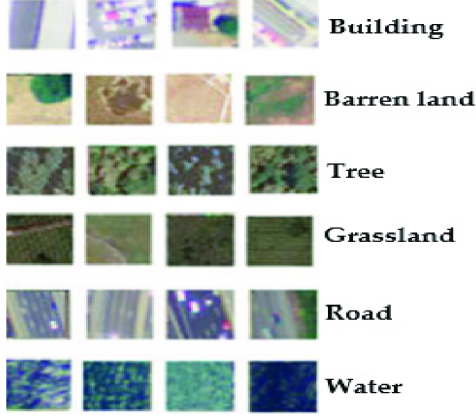 Building
Barren land
Tree
Grassland
Road
Water